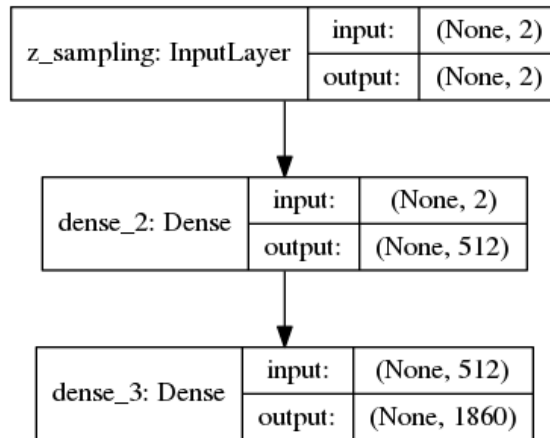 z_sampling: InputLayer
input: (None, 2)
output: (None, 2)
dense_2: Dense
input: (None, 2)
output: (None, 512)
dense_3: Dense
input: (None, 512)
output: (None, 1860)